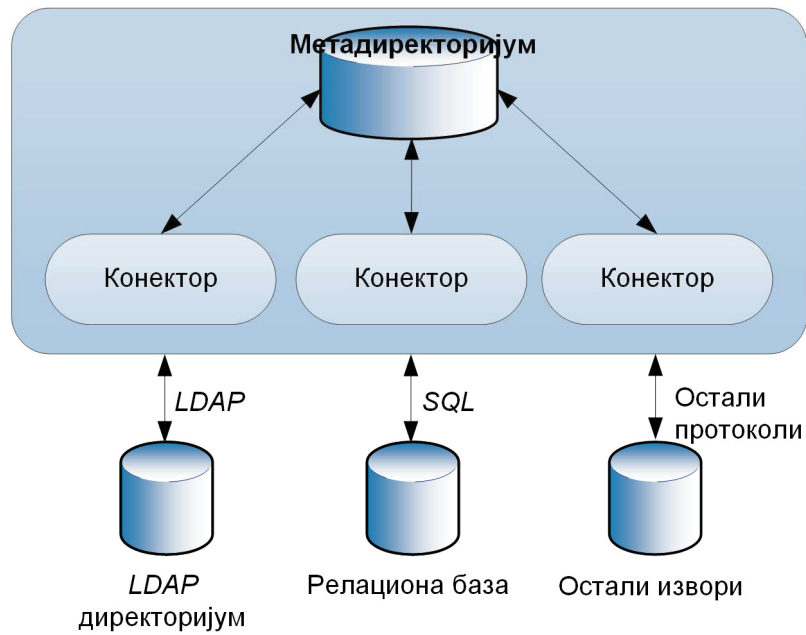 Метадиректоријум
Конектор
Конектор
Конектор
LDAP
SQL
Остали
протоколи
LDAP
директоријум
Релациона база
Остали извори